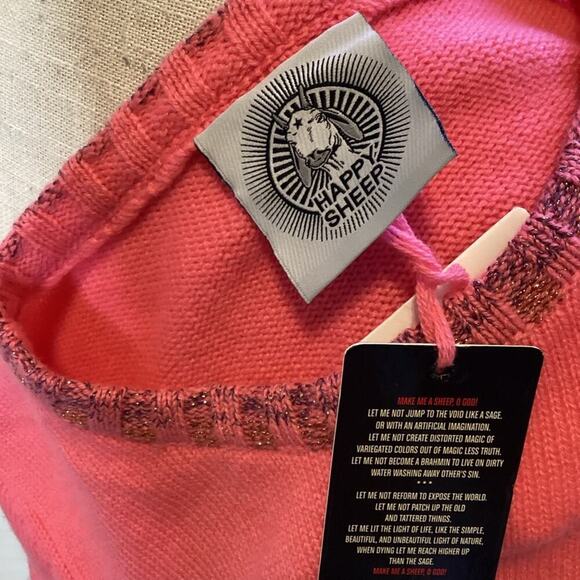 HAPPY
SHEEP
MAKE ME A SHEEP, O GOD!
LET ME NOT JUMP TO THE VOID LIKE A SAGE.
OR WITH AN ARTIFICIAL IMAGINATION.
LET ME NOT CREATE DISTORTED MAGIC OF
VARIEGATED COLORS OUT OF MAGIC LESS TRUTH.
LET ME NOT BECOME A BRAHMIN TO LIVE ON DIRTY
WATER WASHING AWAY OTHER'S SIN.
***
LET ME NOT REFORM TO EXPOSE THE WORLD.
LET ME NOT PATCH UP THE OLD
AND TATTERED THINGS.
LET ME LIT THE LIGHT OF LIFE, LIKE THE SIMPLE,
BEAUTIFUL, AND UNBEAUTIFUL LIGHT OF NATURE,
WHEN DYING LET ME REACH HIGHER UP
THAN THE SAGE.
MAKE ME A SHEEP, O GOD!